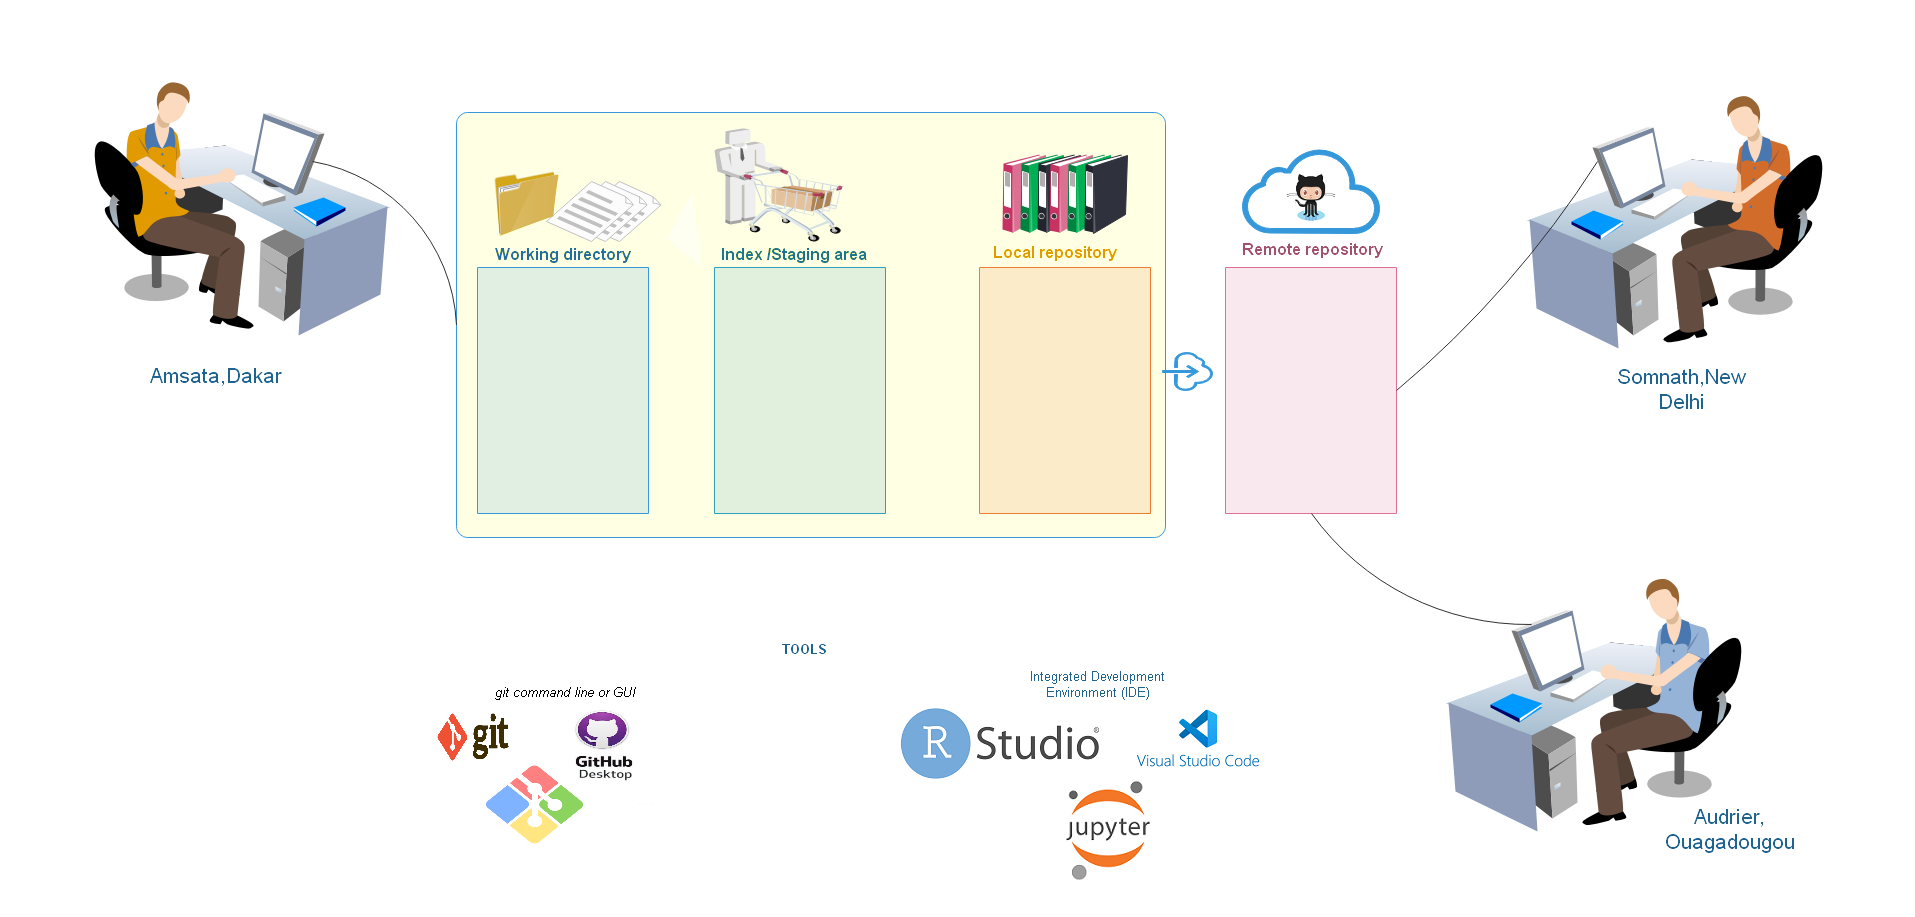 Working directory
Index /Staging area
Local repository
Remote repository
Amsata,Dakar
Somnath,New
Delhi
TOOLS
git command line or GUI
git
GitHub
Desktop
Integrated Development
Environment (IDE)
R Studio®
Visual Studio Code
jupyter
Audrier,
Ouagadougou